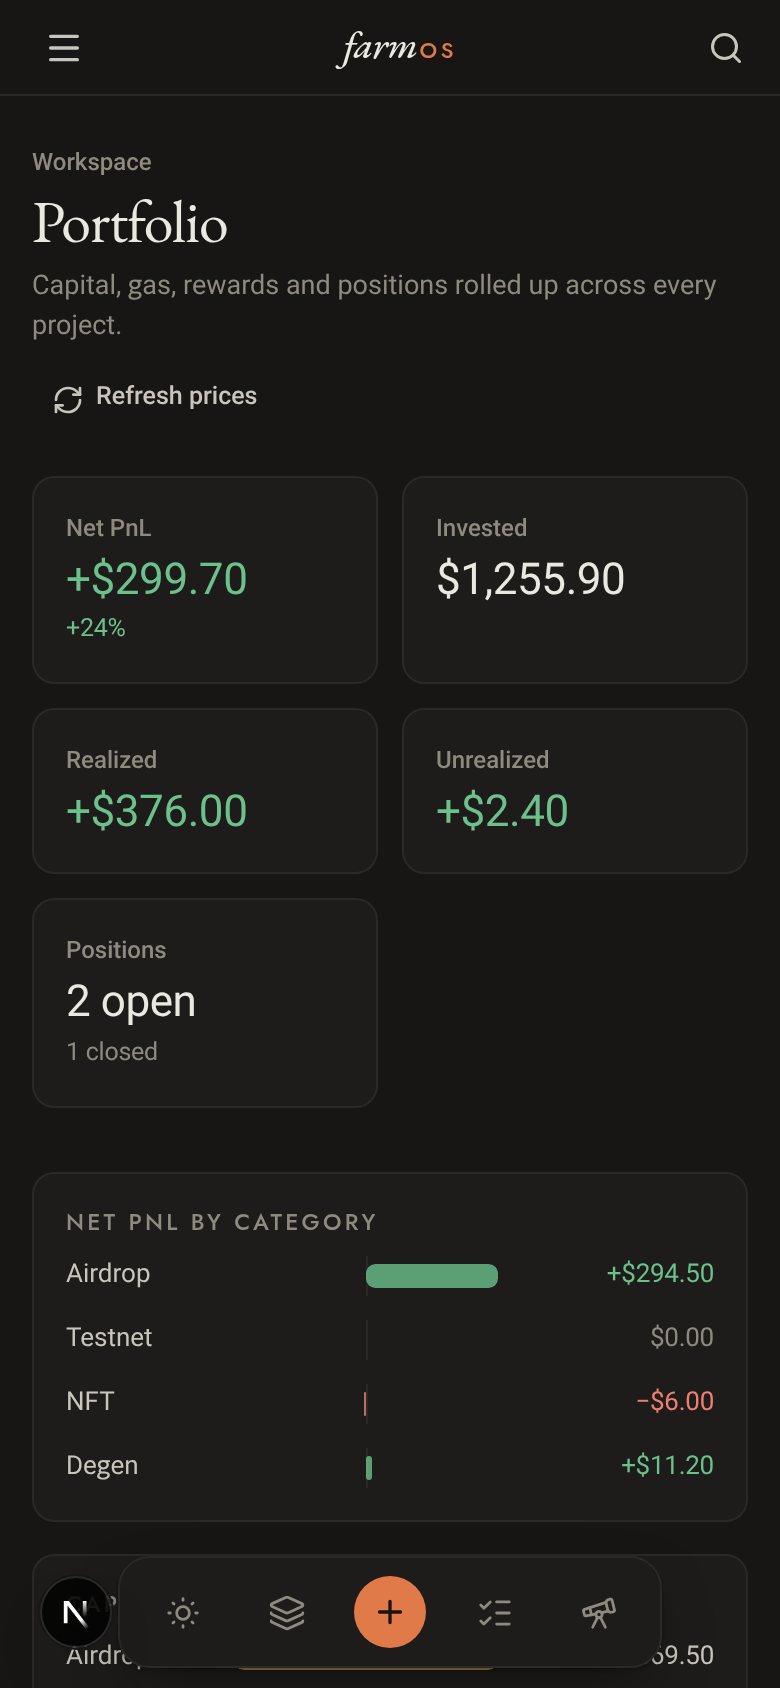 farmos
Workspace
Portfolio
Capital, gas, rewards and positions rolled up across every
project.
Refresh prices
Net PnL
+$299.70
+24%
Invested
$1,255.90
Realized
+$376.00
Unrealized
+$2.40
Positions
2 open
1 closed
NET PNL BY CATEGORY
Airdrop +$294.50
Testnet $0.00
NFT −$6.00
Degen +$11.20
N